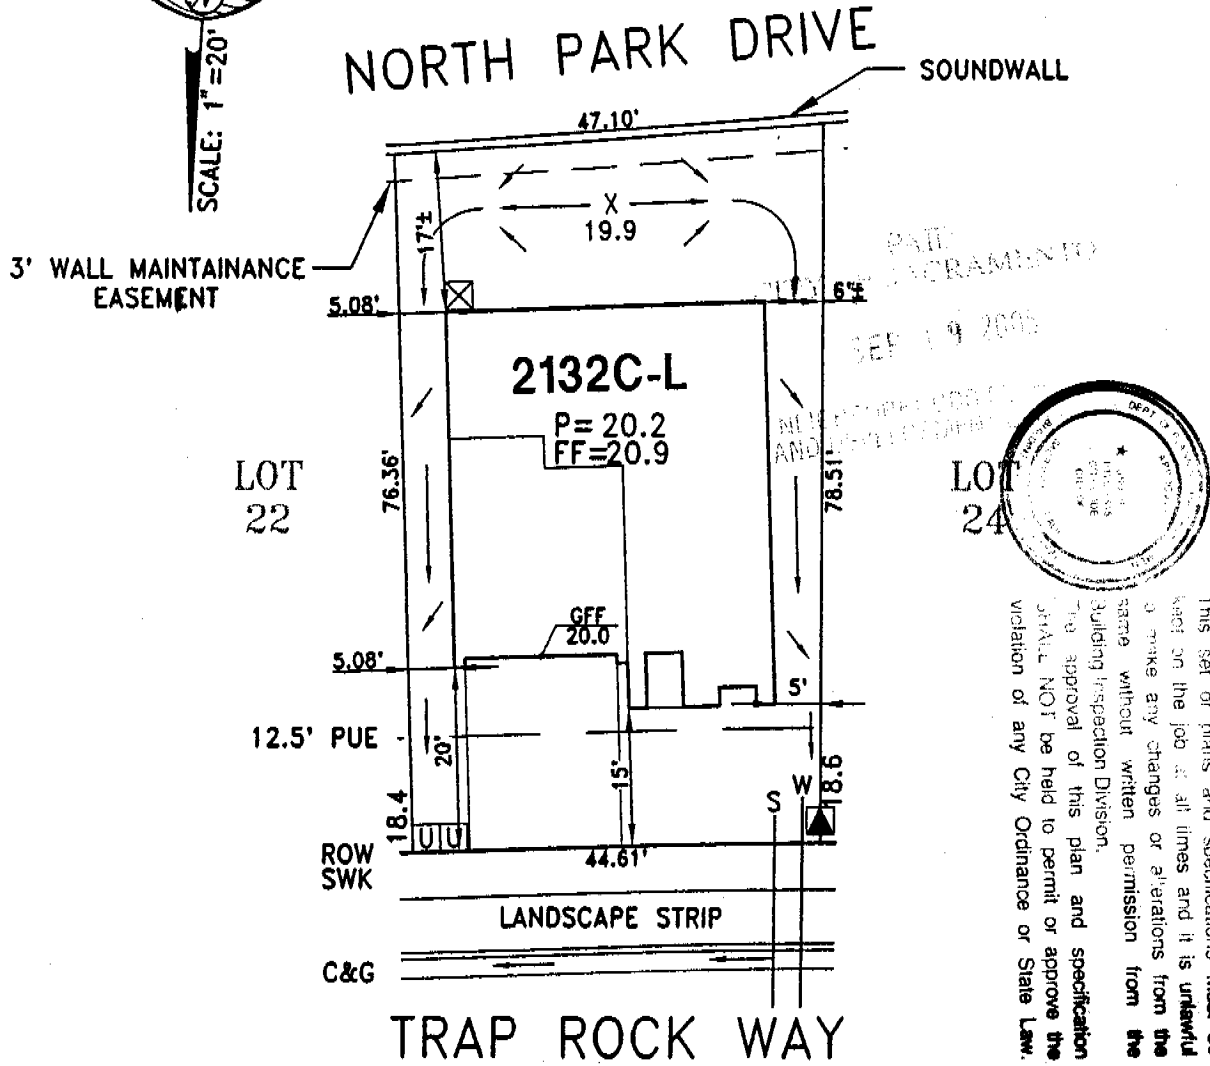 NORTH PARK DRIVE
SCALE: 1"=20'
SOUNDWALL
47.10'
X
19.9
17'±
3' WALL MAINTAINANCE
EASEMENT
5.08'
6'±
PAID
CITY OF SACRAMENTO
SEP 19 2005
2132C-L
P= 20.2
FF=20.9
76.36'
78.51'
LOT
22
LOT
24
GFF
20.0
5.08'
5'
12.5' PUE
20'
15'
18.4
18.6
S
W
U U
ROW
SWK
44.61'
LANDSCAPE STRIP
C&G
TRAP ROCK WAY
This set of plans and specifications must be
kept on the job at all times and it is unlawful
to make any changes or alterations from the
same without written permission from the
Building Inspection Division.
The approval of this plan and specification
SHALL NOT be held to permit or approve the
violation of any City Ordinance or State Law.